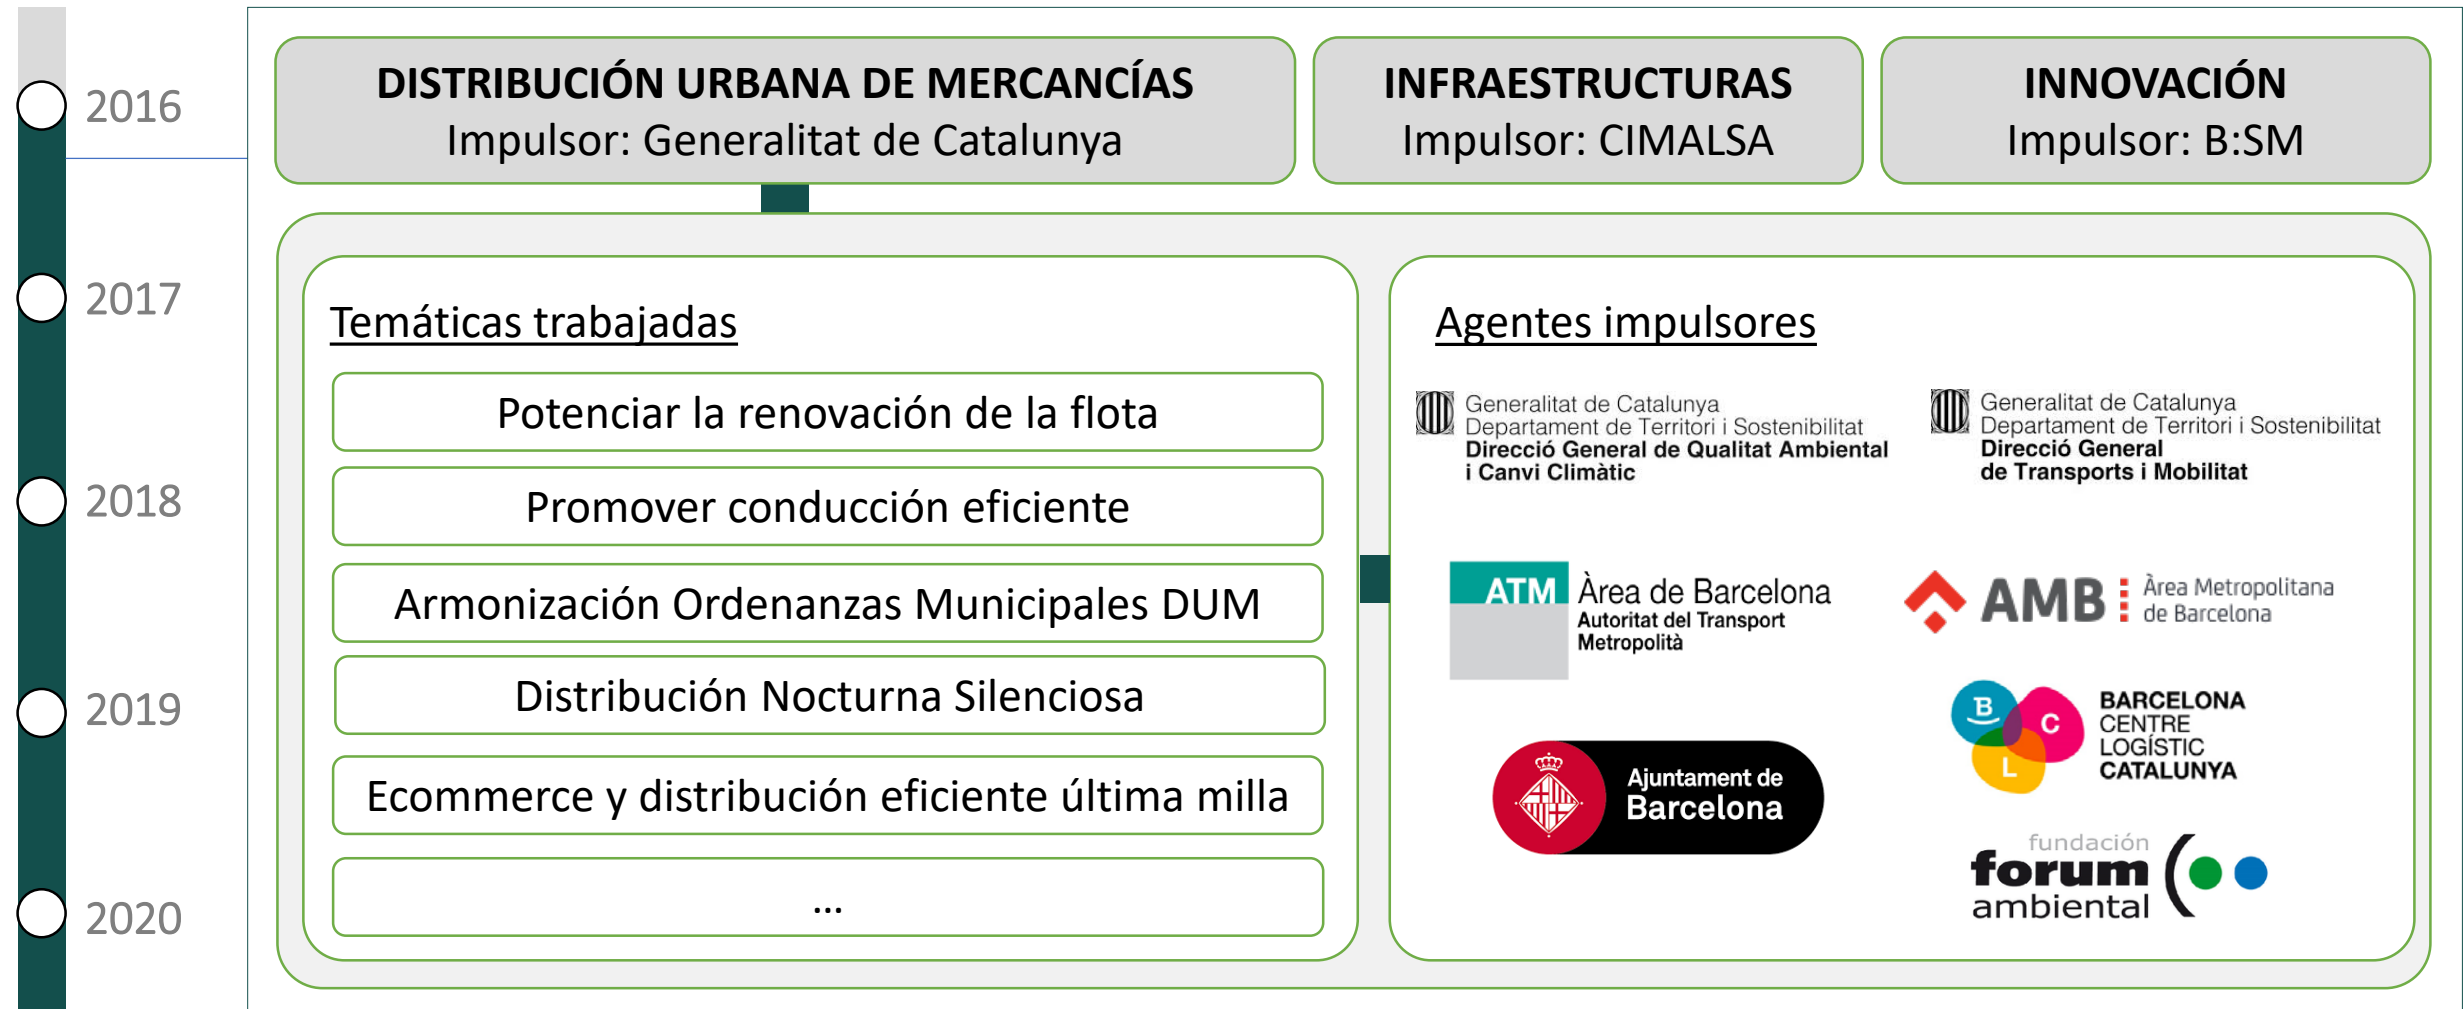 2016
2017
2018
2019
2020
DISTRIBUCIÓN URBANA DE MERCANCÍAS
Impulsor: Generalitat de Catalunya
INFRAESTRUCTURAS
Impulsor: CIMALSA
INNOVACIÓN
Impulsor: B:SM
Temáticas trabajadas
Potenciar la renovación de la flota
Promover conducción eficiente
Armonización Ordenanzas Municipales DUM
Distribución Nocturna Silenciosa
Ecommerce y distribución eficiente última milla
...
Agentes impulsores
Generalitat de Catalunya
Departament de Territori i Sostenibilitat
Direcció General de Qualitat Ambiental
i Canvi Climàtic
Generalitat de Catalunya
Departament de Territori i Sostenibilitat
Direcció General
de Transports i Mobilitat
ATM
Àrea de Barcelona
Autoritat del Transport
Metropolità
AMB
Àrea Metropolitana
de Barcelona
B
C
L
BARCELONA
CENTRE
LOGÍSTIC
CATALUNYA
Ajuntament de
Barcelona
fundación
forum
ambiental